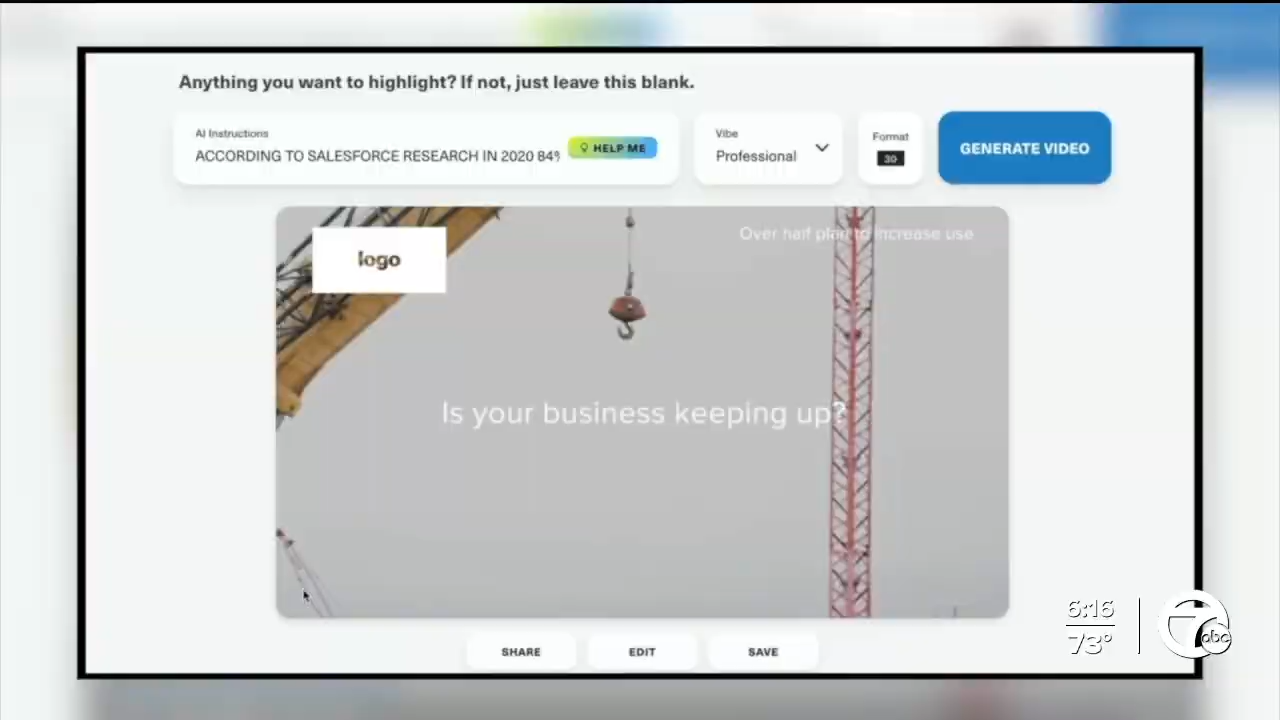 Anything you want to highlight? If not, just leave this blank.
AI Instructions
ACCORDING TO SALESFORCE RESEARCH IN 2020 84%
HELP ME
Vibe
Professional
Format
30
GENERATE VIDEO
logo
Over half plan to increase use
Is your business keeping up?
SHARE
EDIT
SAVE
6:16
73°
7
abc